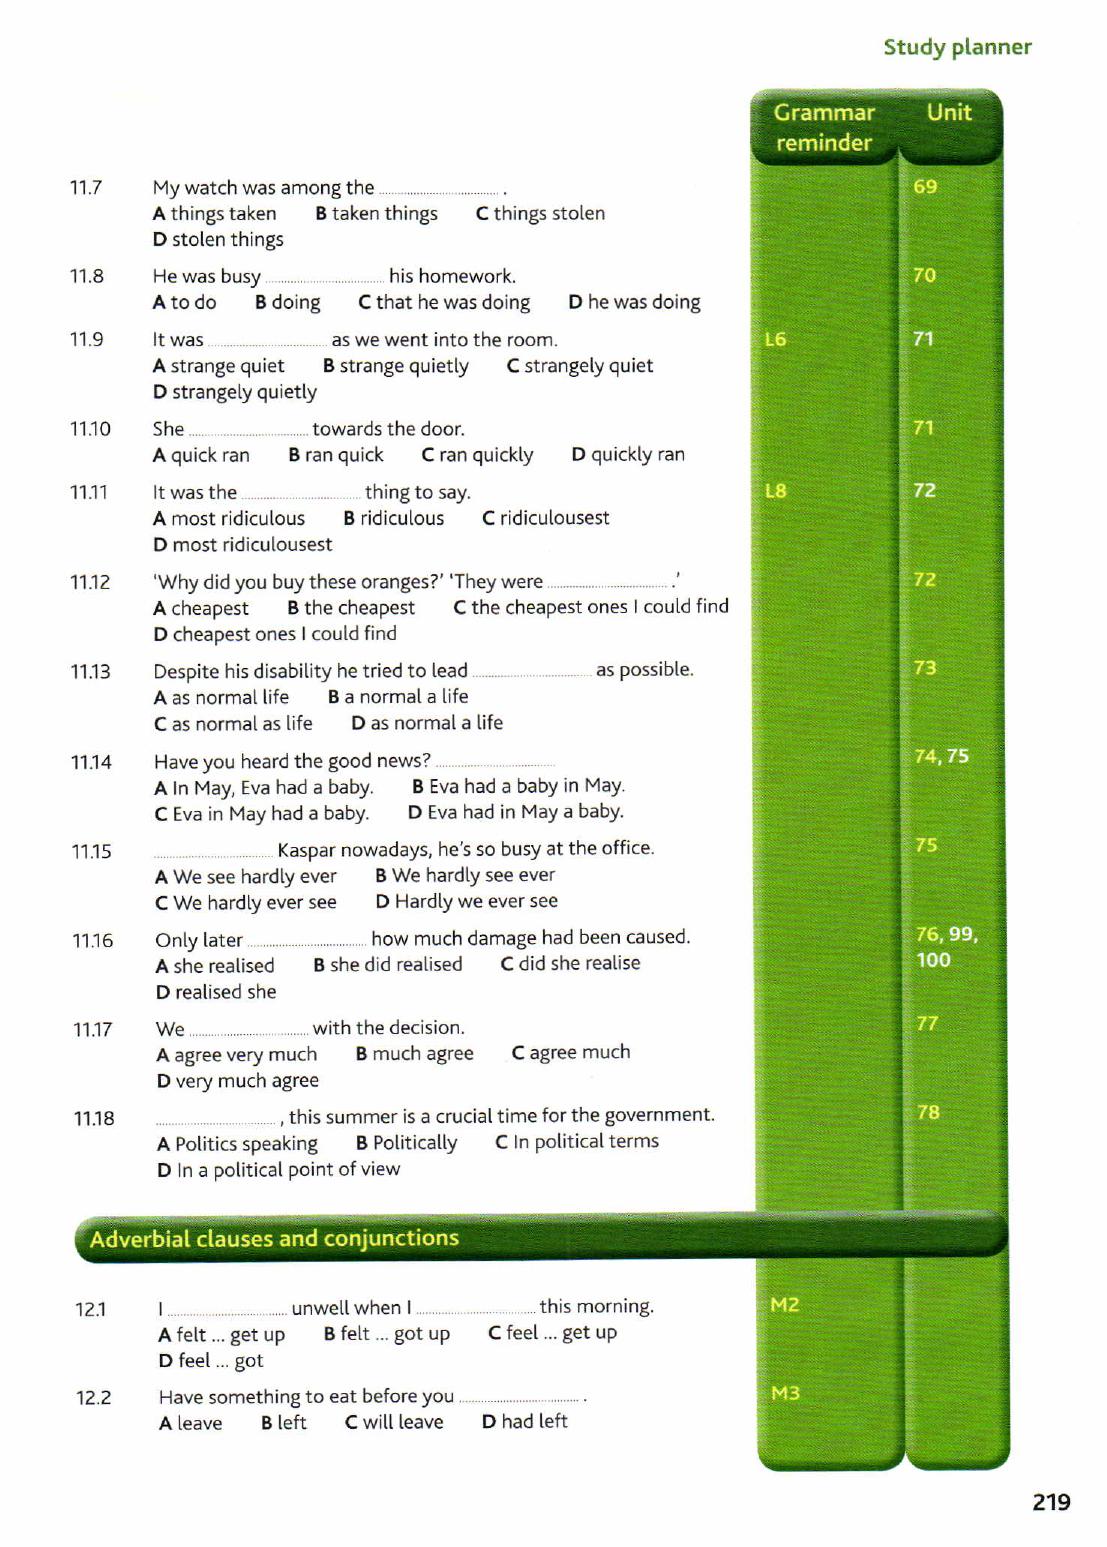 Study planner
Grammar reminder Unit
11.7 My watch was among the .................... . 69
A things taken B taken things C things stolen
D stolen things
11.8 He was busy .................... his homework. 70
A to do B doing C that he was doing D he was doing
11.9 It was .................... as we went into the room. L6 71
A strange quiet B strange quietly C strangely quiet
D strangely quietly
11.10 She .................... towards the door. 71
A quick ran B ran quick C ran quickly D quickly ran
11.11 It was the .................... thing to say. L8 72
A most ridiculous B ridiculous C ridiculousest
D most ridiculousest
11.12 'Why did you buy these oranges?' 'They were .................... .' 72
A cheapest B the cheapest C the cheapest ones I could find
D cheapest ones I could find
11.13 Despite his disability he tried to lead .................... as possible. 73
A as normal life B a normal a life
C as normal as life D as normal a life
11.14 Have you heard the good news? .................... 74, 75
A In May, Eva had a baby. B Eva had a baby in May.
C Eva in May had a baby. D Eva had in May a baby.
11.15 .................... Kaspar nowadays, he's so busy at the office. 75
A We see hardly ever B We hardly see ever
C We hardly ever see D Hardly we ever see
11.16 Only later .................... how much damage had been caused. 76, 99, 100
A she realised B she did realised C did she realise
D realised she
11.17 We .................... with the decision. 77
A agree very much B much agree C agree much
D very much agree
11.18 .................... , this summer is a crucial time for the government. 78
A Politics speaking B Politically C In political terms
D In a political point of view
Adverbial clauses and conjunctions
12.1 I .................... unwell when I .................... this morning. M2
A felt ... get up B felt ... got up C feel ... get up
D feel ... got
12.2 Have something to eat before you .................... . M3
A leave B left C will leave D had left
219